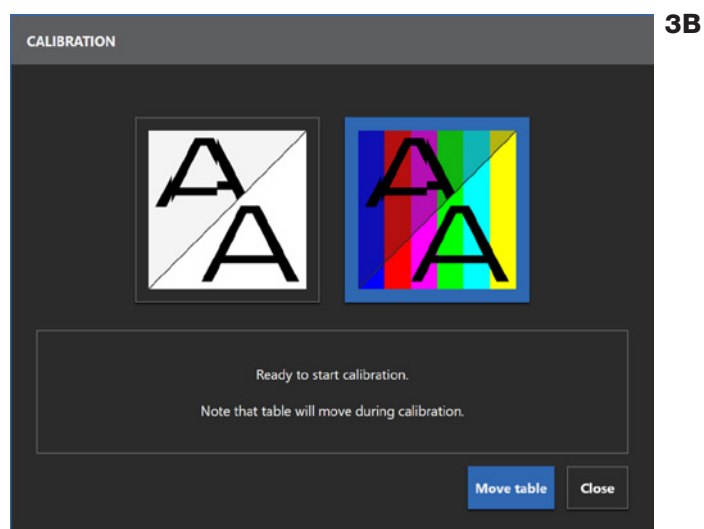 3B
CALIBRATION
A
A
A
A
Ready to start calibration.
Note that table will move during calibration.
Move table
Close